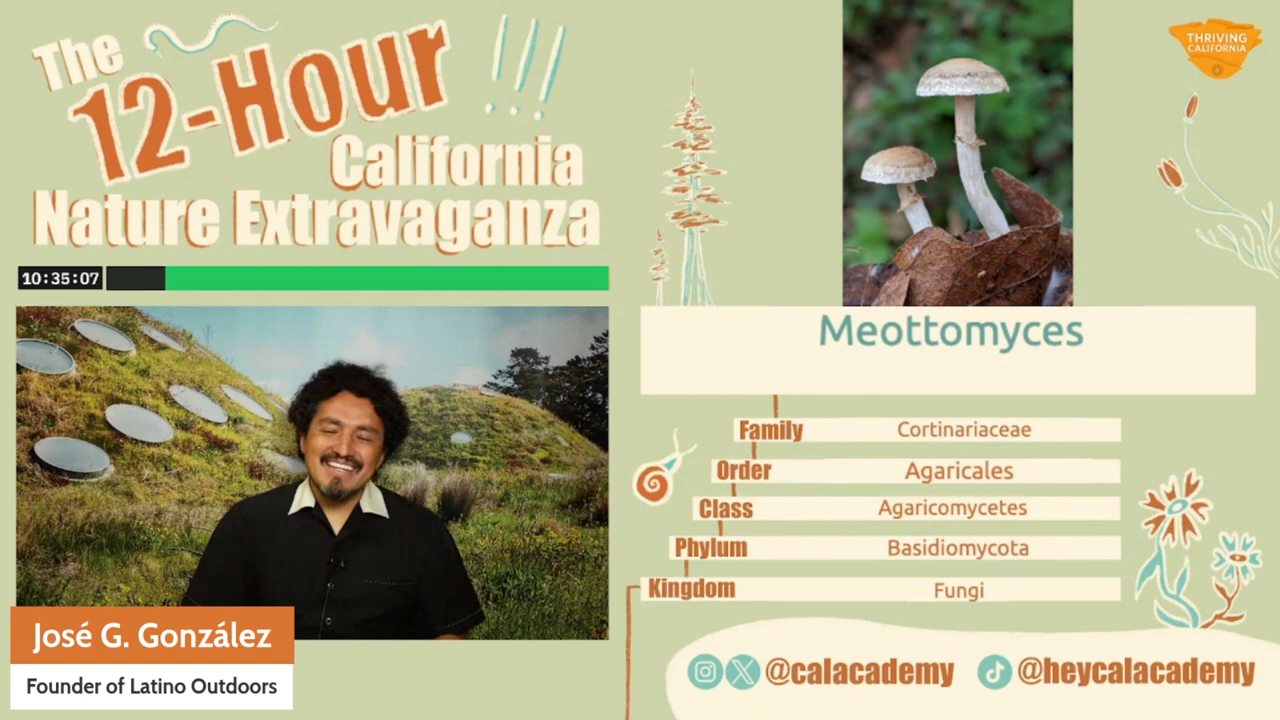 The
12-Hour !!!
California
Nature Extravaganza
10:35:07
José G. González
Founder of Latino Outdoors
THRIVING
CALIFORNIA
Meottomyces
Family Cortinariaceae
Order Agaricales
Class Agaricomycetes
Phylum Basidiomycota
Kingdom Fungi
@calacademy @heycalacademy